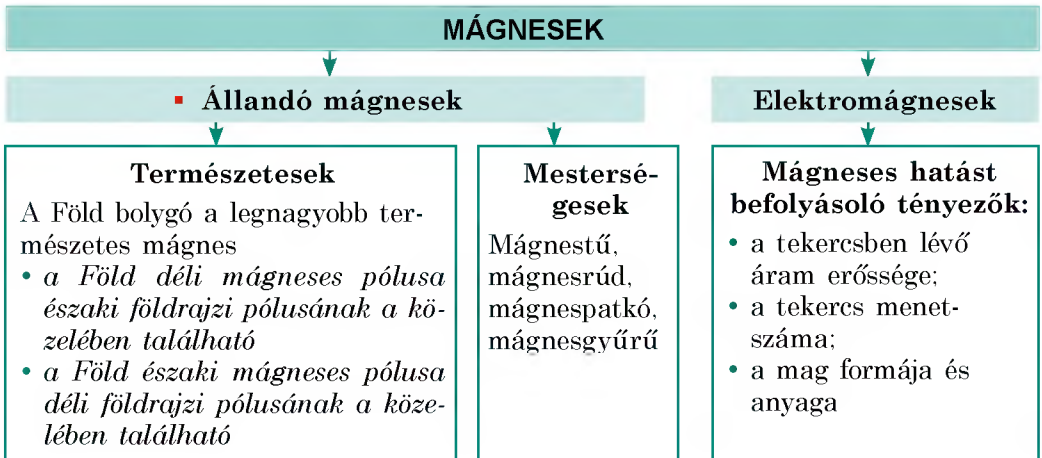 MÁGNESEK
▪ Állandó mágnesek
Elektromágnesek
Természetesek
A Föld bolygó a legnagyobb ter-
mészetes mágnes
• a Föld déli mágneses pólusa
északi földrajzi pólusának a kö-
zelében található
• a Föld északi mágneses pólusa
déli földrajzi pólusának a köze-
lében található
Mestersé-
gesek
Mágnestű,
mágnesrúd,
mágnespatkó,
mágnesgyűrű
Mágneses hatást
befolyásoló tényezők:
• a tekercsben lévő
áram erőssége;
• a tekercs menet-
száma;
• a mag formája és
anyaga